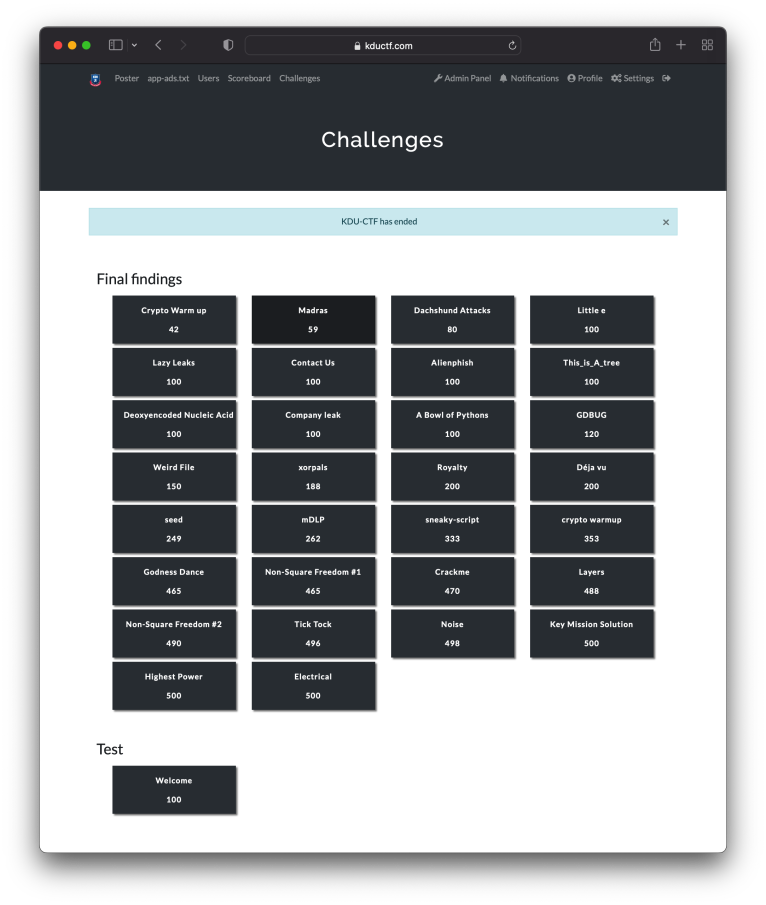 kductf.com
Poster app-ads.txt Users Scoreboard Challenges Admin Panel Notifications Profile Settings
Challenges
KDU-CTF has ended ×
Final findings
Crypto Warm up Madras Dachshund Attacks Little e
42 59 80 100
Lazy Leaks Contact Us Alienphish This_is_A_tree
100 100 100 100
Deoxyencoded Nucleic Acid Company leak A Bowl of Pythons GDBUG
100 100 100 120
Weird File xorpals Royalty Déja vu
150 188 200 200
seed mDLP sneaky-script crypto warmup
249 262 333 353
Godness Dance Non-Square Freedom #1 Crackme Layers
465 465 470 488
Non-Square Freedom #2 Tick Tock Noise Key Mission Solution
490 496 498 500
Highest Power Electrical
500 500
Test
Welcome
100